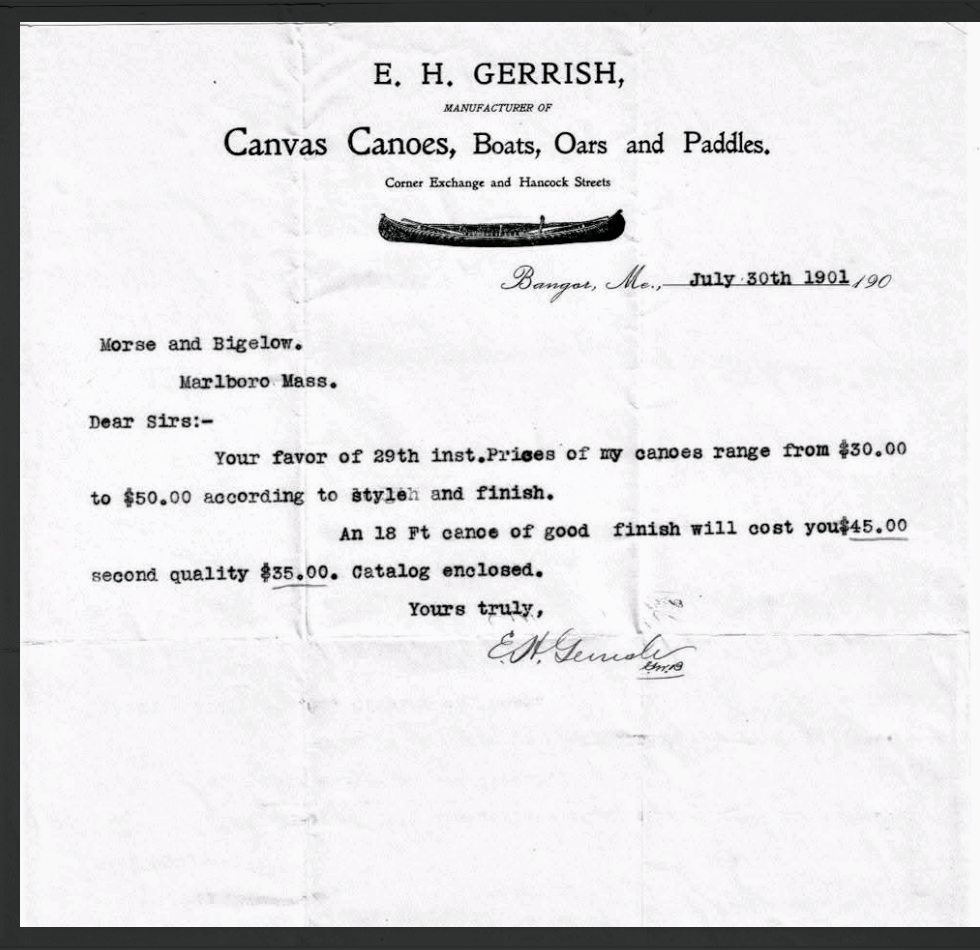 E. H. GERRISH,
MANUFACTURER OF
Canvas Canoes, Boats, Oars and Paddles.
Corner Exchange and Hancock Streets
Bangor, Me., July 30th 1901, 190
Morse and Bigelow.
Marlboro Mass.
Dear Sirs:-
Your favor of 29th inst.Prices of my canoes range from $30.00
to $50.00 according to styleh and finish.
An 18 Ft canoe of good finish will cost you$45.00
second quality $35.00. Catalog enclosed.
Yours truly,
E.H. Gerrish